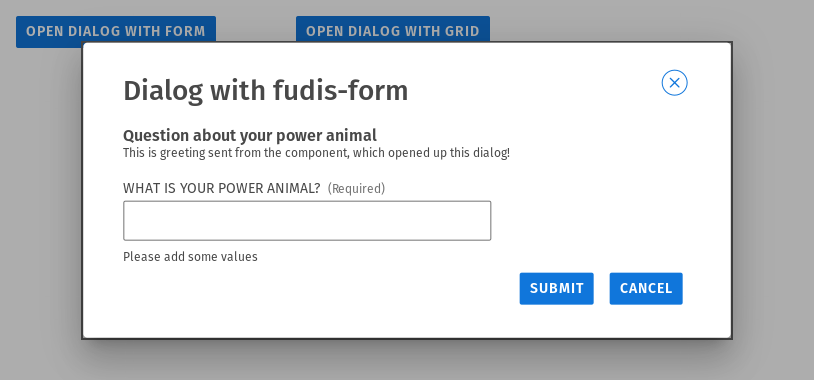 OPEN DIALOG WITH FORM
OPEN DIALOG WITH GRID
Dialog with fudis-form
Question about your power animal
This is greeting sent from the component, which opened up this dialog!
WHAT IS YOUR POWER ANIMAL? (Required)
Please add some values
SUBMIT
CANCEL